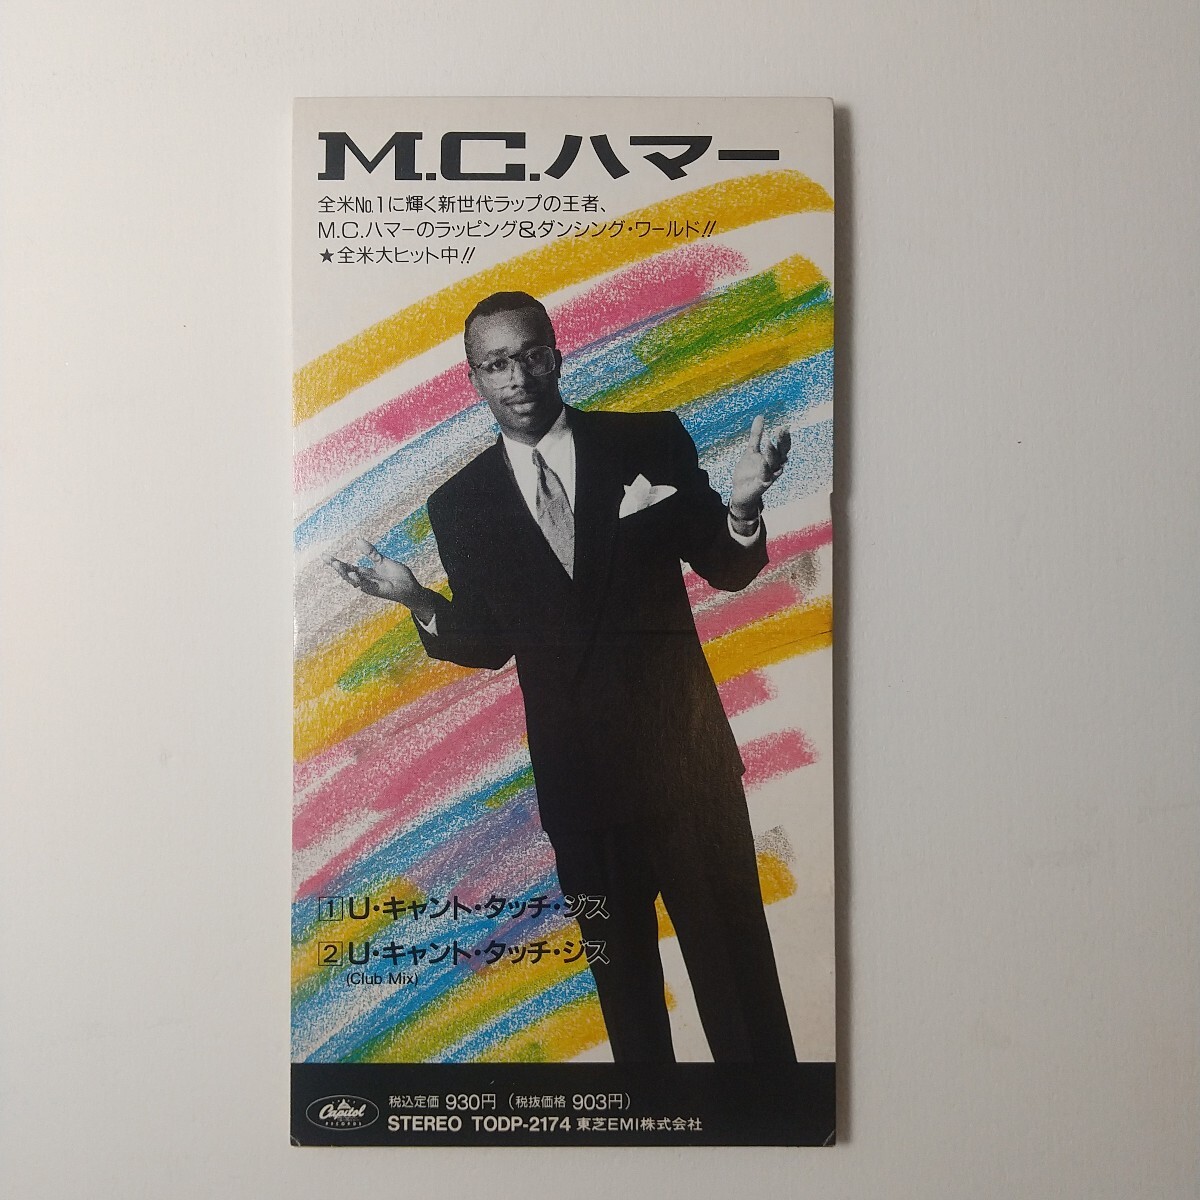 M.C.ハマー
全米No.1に輝く新世代ラップの王者、
M.C.ハマーのラッピング&ダンシング・ワールド!!
★全米大ヒット中!!
1 U・キャント・タッチ・ジス
2 U・キャント・タッチ・ジス
(Club Mix)
Capitol
RECORDS
税込定価 930円 (税抜価格 903円)
STEREO TODP-2174 東芝EMI株式会社